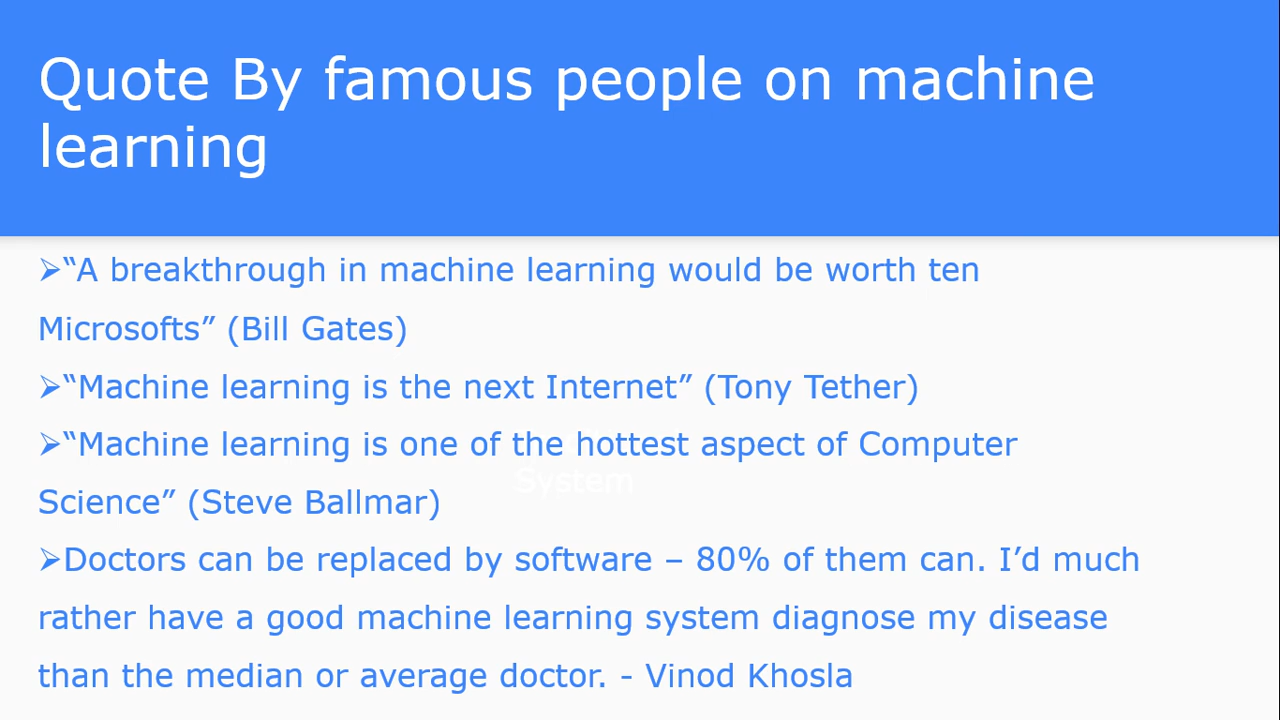 Quote By famous people on machine
learning
➢“A breakthrough in machine learning would be worth ten
Microsofts” (Bill Gates)
➢“Machine learning is the next Internet” (Tony Tether)
➢“Machine learning is one of the hottest aspect of Computer
System
Science” (Steve Ballmar)
➢Doctors can be replaced by software – 80% of them can. I’d much
rather have a good machine learning system diagnose my disease
than the median or average doctor. - Vinod Khosla